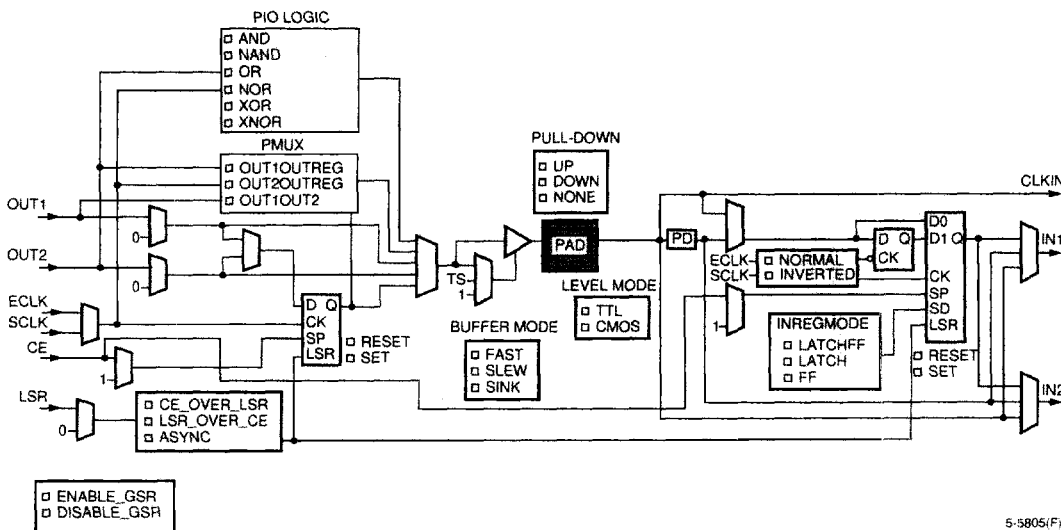 PIO LOGIC
AND
NAND
OR
NOR
XOR
XNOR
PMUX
OUT1OUTREG
OUT2OUTREG
OUT1OUT2
OUT1
0
OUT2
0
ECLK
SCLK
CE
1
LSR
0
CE_OVER_LSR
LSR_OVER_CE
ASYNC
ENABLE_GSR
DISABLE_GSR
D Q
CK
SP
LSR
RESET
SET
TS
1
BUFFER MODE
FAST
SLEW
SINK
PULL-DOWN
UP
DOWN
NONE
PAD
LEVEL MODE
TTL
CMOS
PD
ECLK
SCLK
NORMAL
INVERTED
1
D Q
CK
INREGMODE
LATCHFF
LATCH
FF
D0
D1 Q
CK
SP
SD
LSR
RESET
SET
CLKIN
IN1
IN2
5-5805(F)